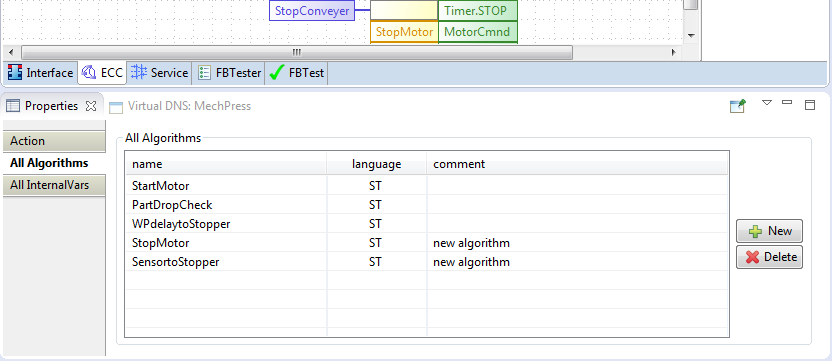 StopConveyer Timer.STOP
StopMotor MotorCmnd
Interface ECC Service FBTester FBTest
Properties Virtual DNS: MechPress
Action
All Algorithms
All InternalVars
All Algorithms
name language comment
StartMotor ST
PartDropCheck ST
WPdelaytoStopper ST
StopMotor ST new algorithm
SensortoStopper ST new algorithm
New
Delete